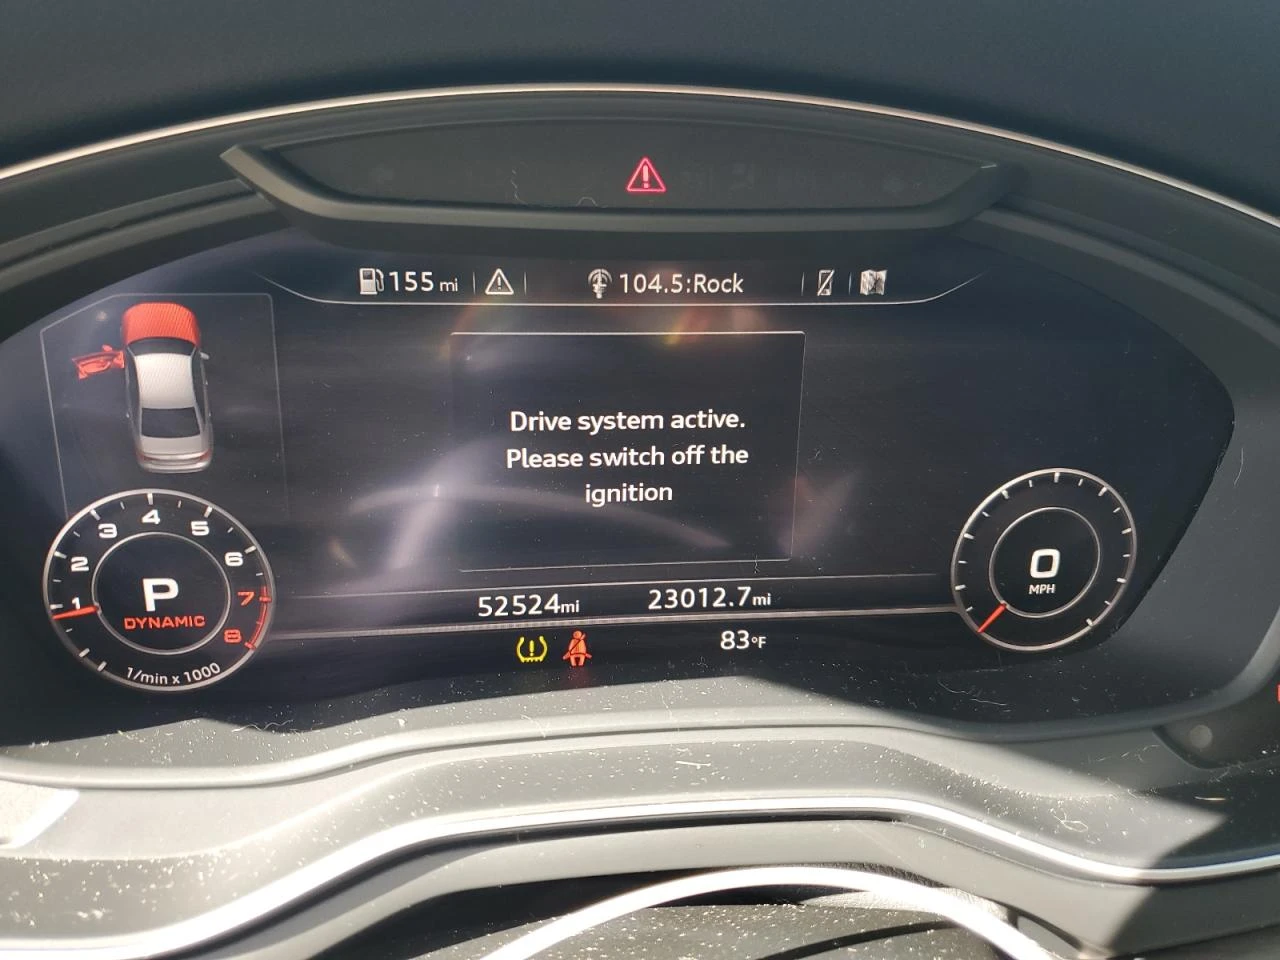 155 mi
104.5:Rock
Drive system active.
Please switch off the
ignition
1 2 3 4 5 6 7 8
P
DYNAMIC
1/min x 1000
0
MPH
52524mi
23012.7mi
83°F